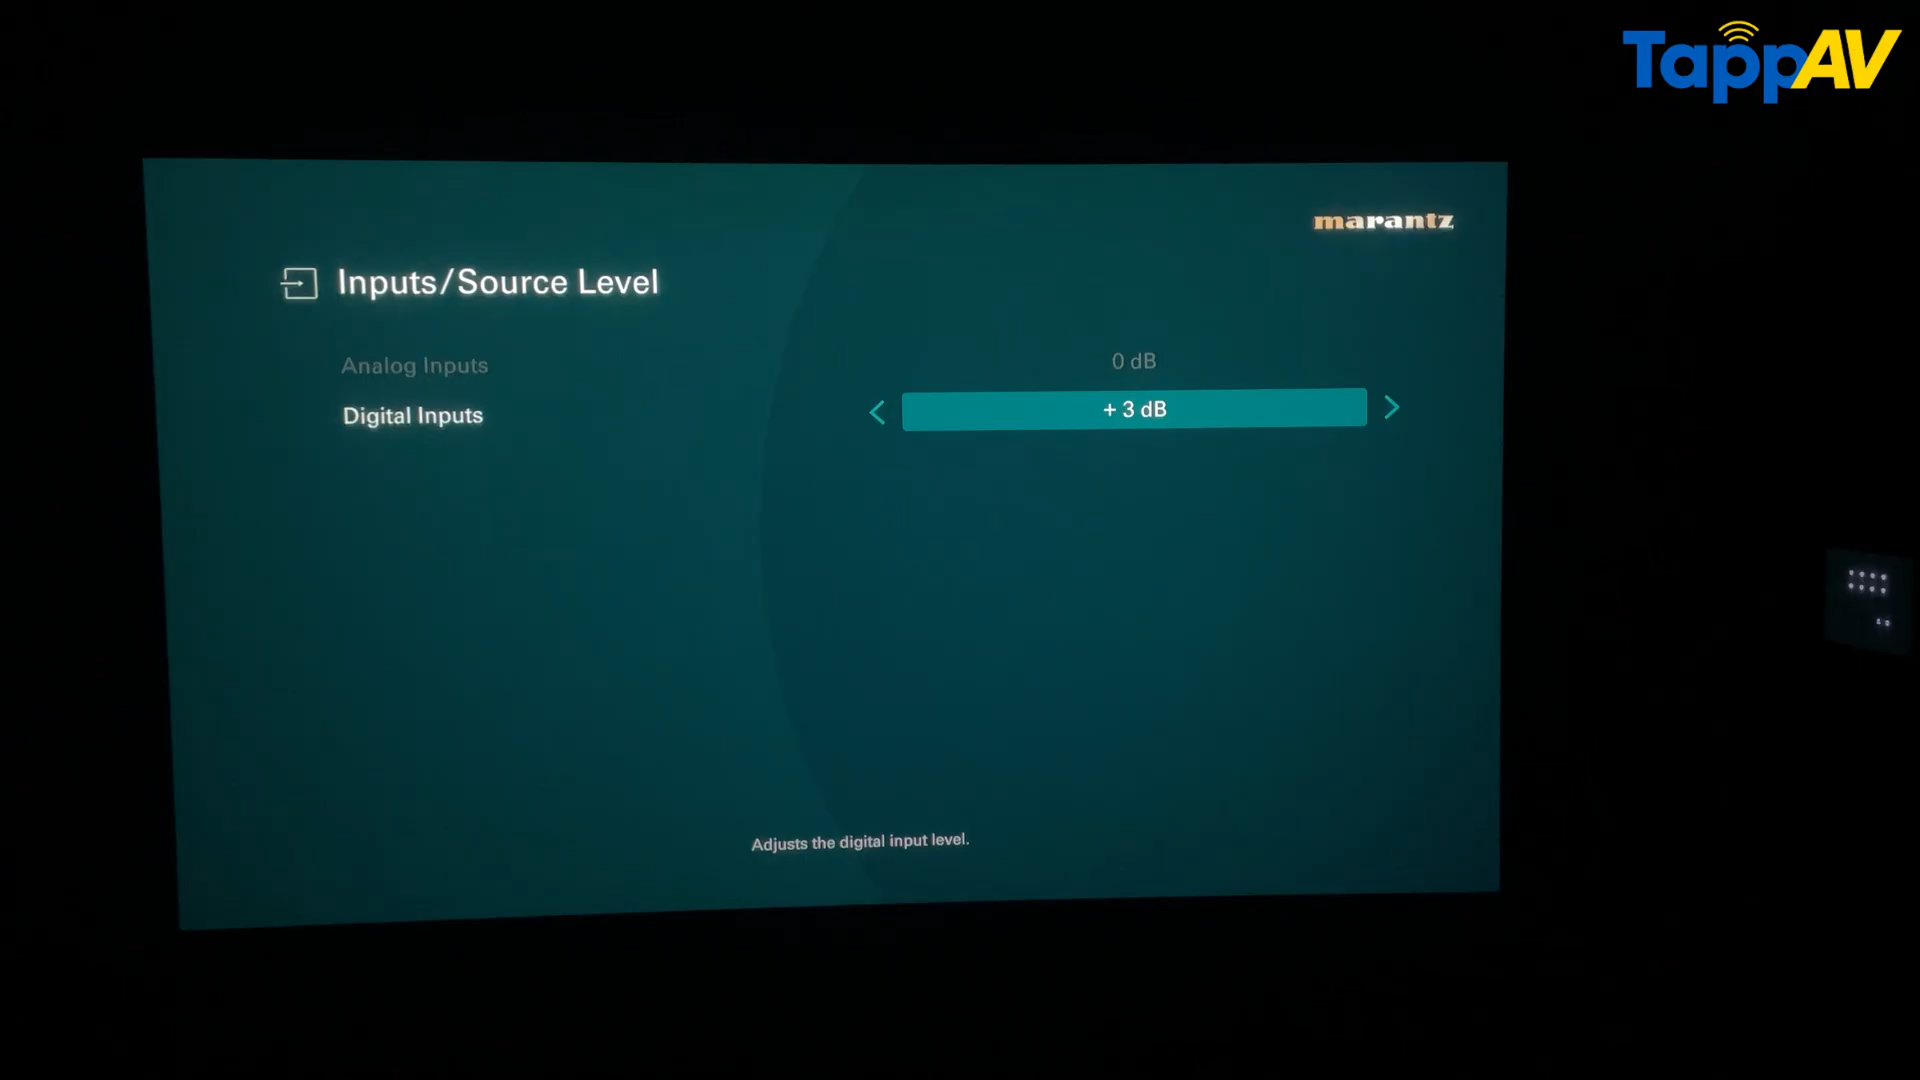 TappAV
marantz
Inputs/Source Level
Analog Inputs
0 dB
Digital Inputs
+ 3 dB
Adjusts the digital input level.